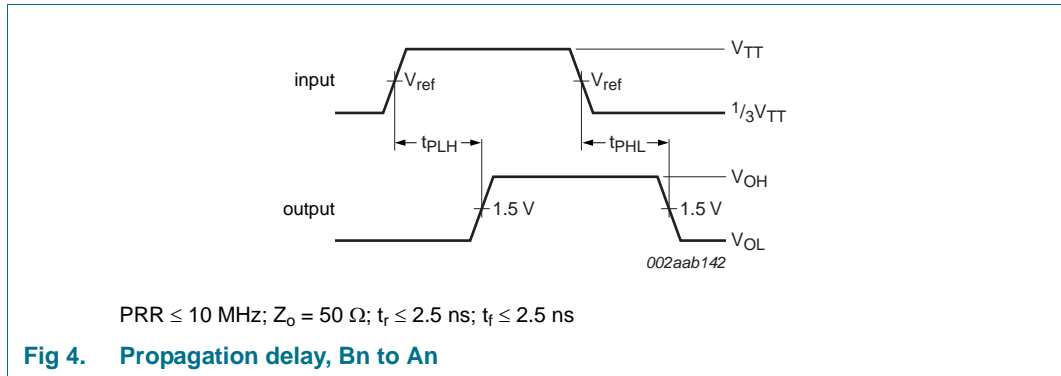 V_TT
input V_ref V_ref
1/3V_TT
t_PLH t_PHL
V_OH
output 1.5 V 1.5 V
V_OL
002aab142
PRR ≤ 10 MHz; Z_o = 50 Ω; t_r ≤ 2.5 ns; t_f ≤ 2.5 ns
Fig 4. Propagation delay, Bn to An